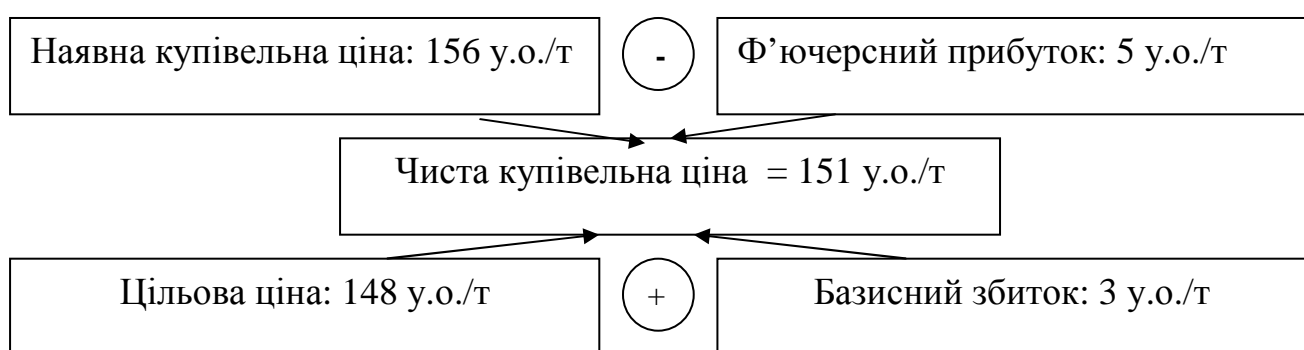 Наявна купівельна ціна: 156 у.о./т
-
Ф’ючерсний прибуток: 5 у.о./т
Чиста купівельна ціна = 151 у.о./т
Цільова ціна: 148 у.о./т
+
Базисний збиток: 3 у.о./т